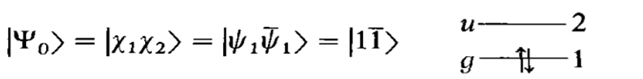 |Ψ₀⟩ = |χ₁χ₂⟩ = |ψ₁ψ̄₁⟩ = |11̄⟩
u 2
g 1